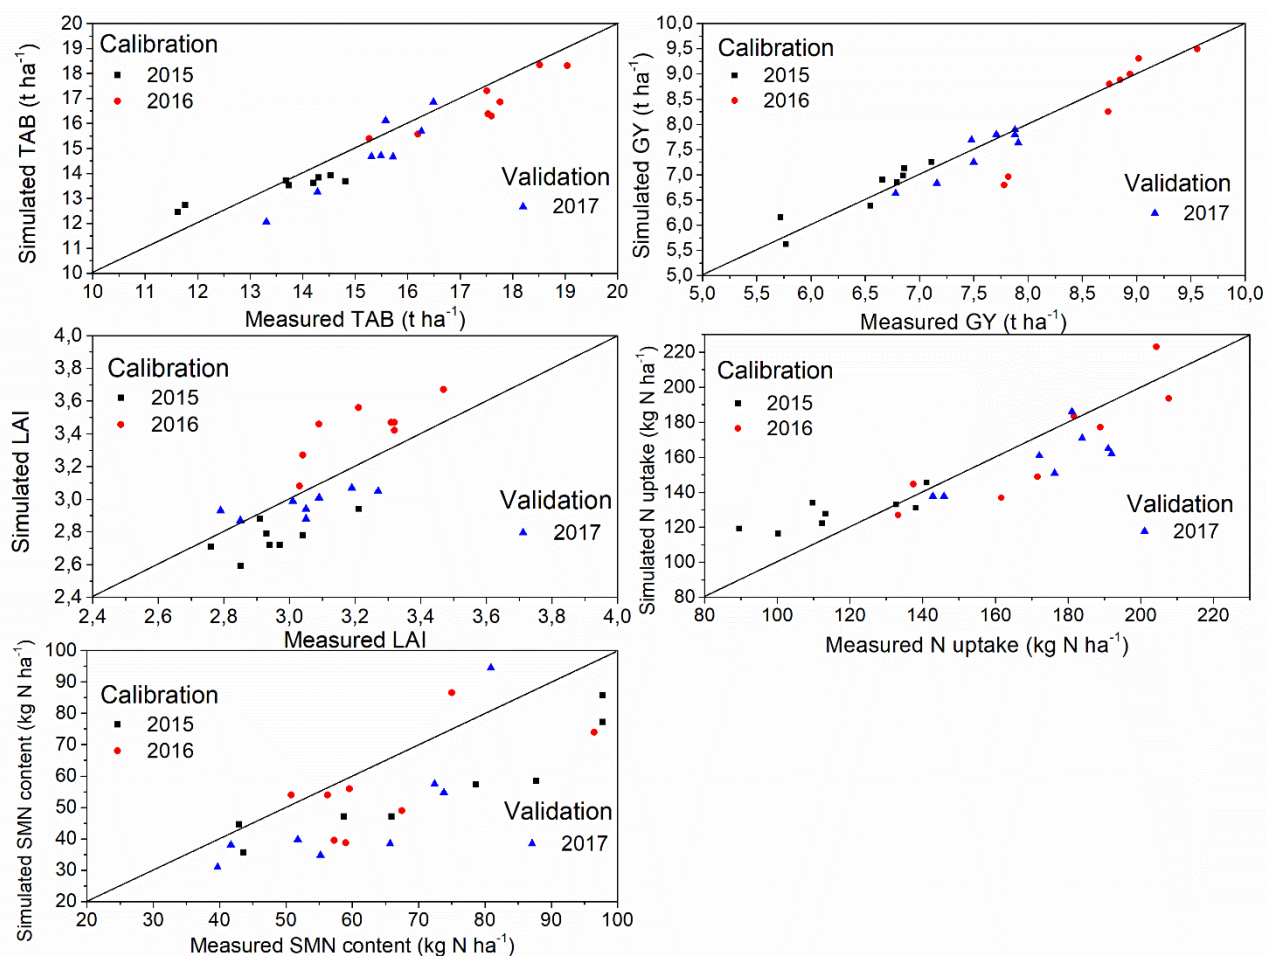 Simulated TAB (t ha⁻¹)
20
19
18
17
16
15
14
13
12
11
10
Calibration
2015
2016
Validation
2017
10 11 12 13 14 15 16 17 18 19 20
Measured TAB (t ha⁻¹)
Simulated GY (t ha⁻¹)
10,0
9,5
9,0
8,5
8,0
7,5
7,0
6,5
6,0
5,5
5,0
Calibration
2015
2016
Validation
2017
5,0 5,5 6,0 6,5 7,0 7,5 8,0 8,5 9,0 9,5 10,0
Measured GY (t ha⁻¹)
Simulated LAI
4,0
3,8
3,6
3,4
3,2
3,0
2,8
2,6
2,4
Calibration
2015
2016
Validation
2017
2,4 2,6 2,8 3,0 3,2 3,4 3,6 3,8 4,0
Measured LAI
Simulated N uptake (kg N ha⁻¹)
220
200
180
160
140
120
100
80
Calibration
2015
2016
Validation
2017
80 100 120 140 160 180 200 220
Measured N uptake (kg N ha⁻¹)
Simulated SMN content (kg N ha⁻¹)
100
90
80
70
60
50
40
30
20
Calibration
2015
2016
Validation
2017
20 30 40 50 60 70 80 90 100
Measured SMN content (kg N ha⁻¹)